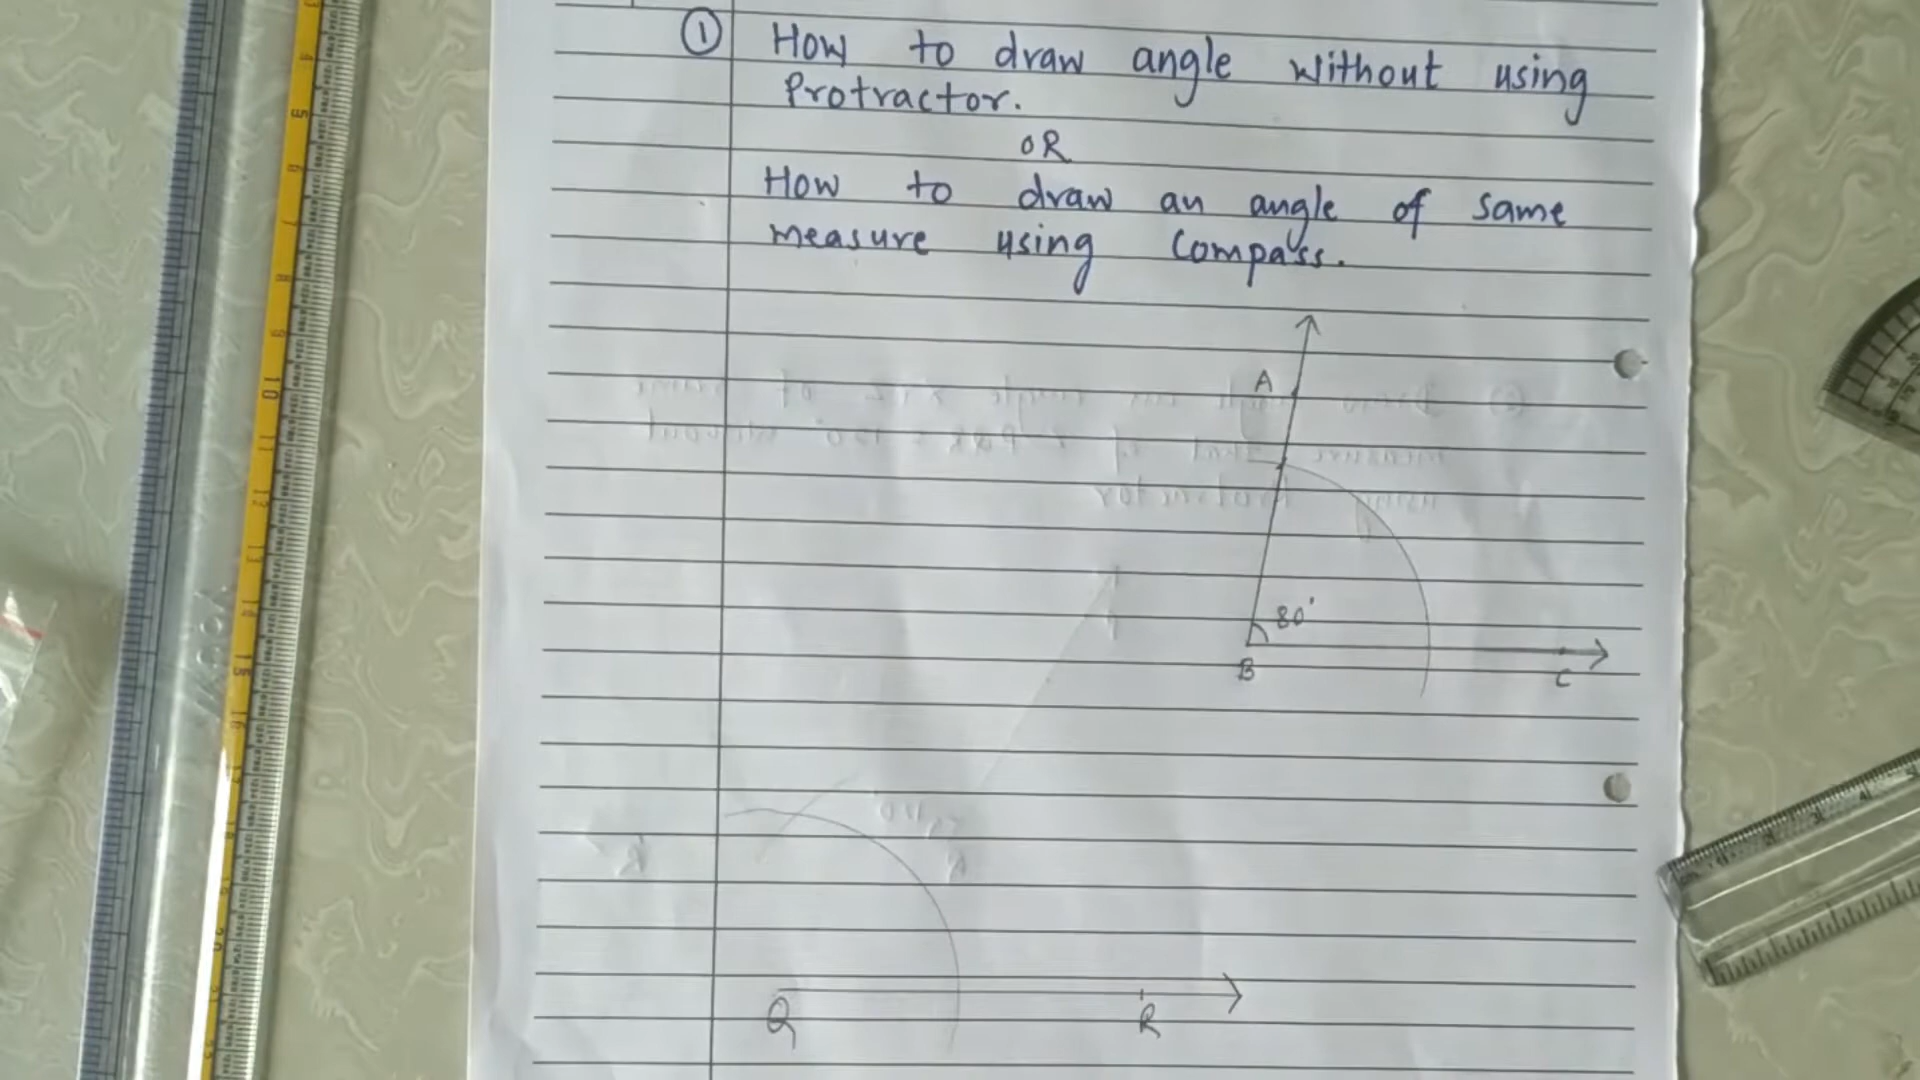 ① How to draw angle without using
Protractor.
OR
How to draw an angle of same
measure using Compass.
A
80°
B
C
Q
R